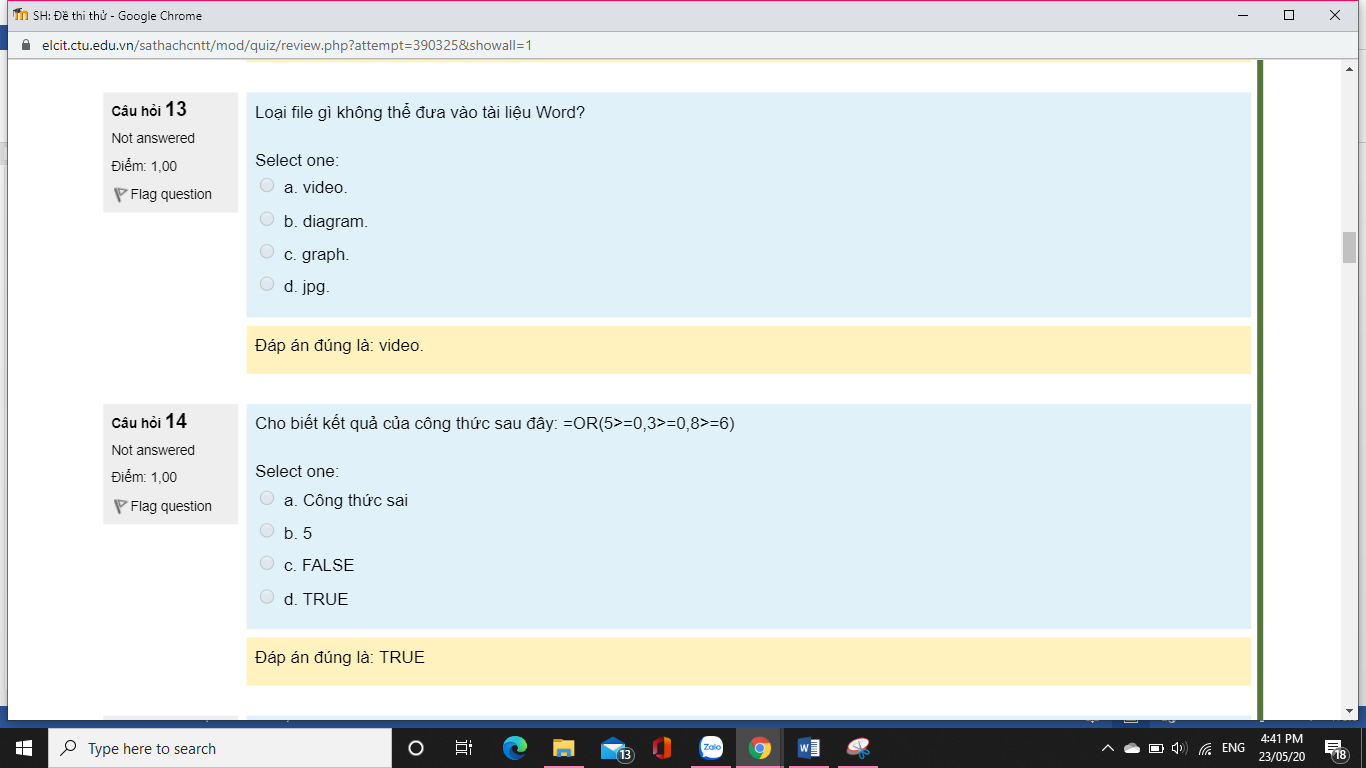 SH: Đề thi thử - Google Chrome
elcit.ctu.edu.vn/sathachcntt/mod/quiz/review.php?attempt=390325&showall=1
Câu hỏi 13
Not answered
Điểm: 1,00
Flag question
Loại file gì không thể đưa vào tài liệu Word?
Select one:
a. video.
b. diagram.
c. graph.
d. jpg.
Đáp án đúng là: video.
Câu hỏi 14
Not answered
Điểm: 1,00
Flag question
Cho biết kết quả của công thức sau đây: =OR(5>=0,3>=0,8>=6)
Select one:
a. Công thức sai
b. 5
c. FALSE
d. TRUE
Đáp án đúng là: TRUE
Type here to search
13
Zalo
ENG
4:41 PM
23/05/20
18